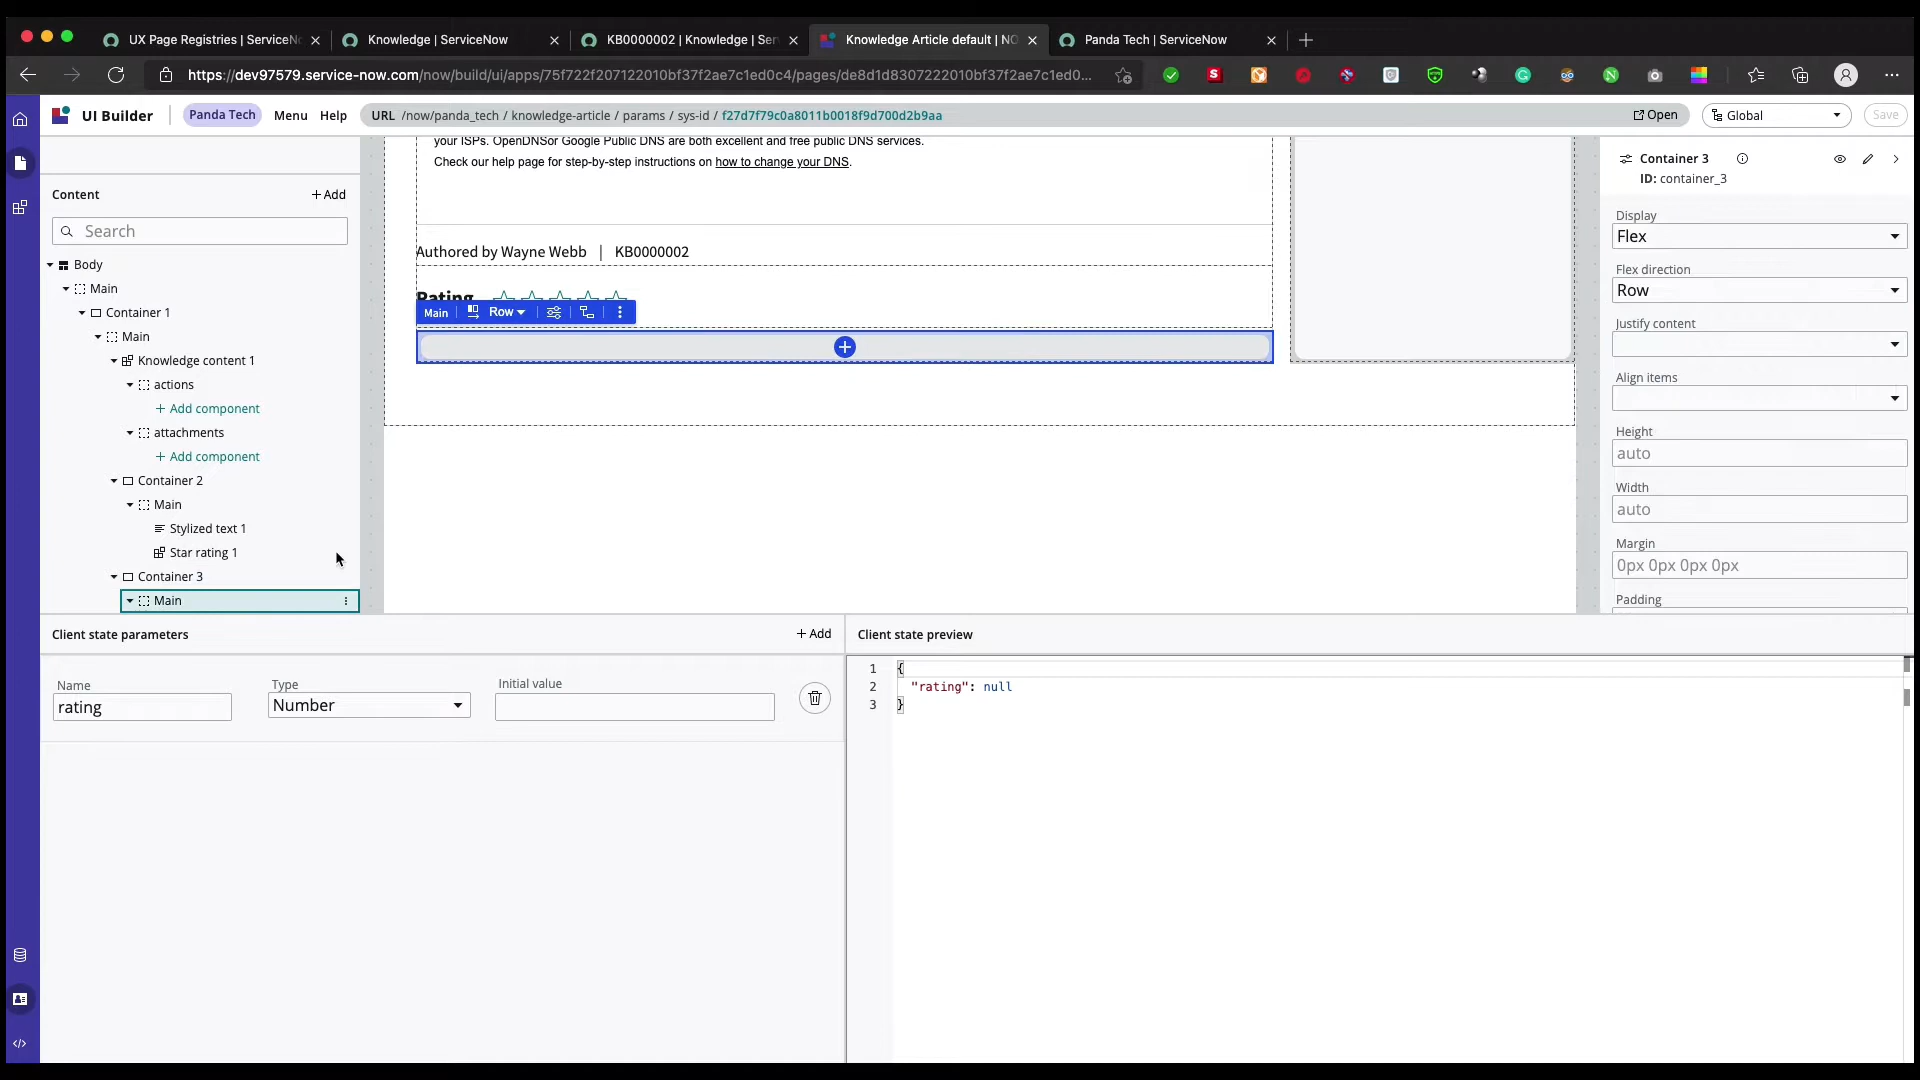 UX Page Registries | ServiceN
Knowledge | ServiceNow
KB0000002 | Knowledge | Ser
Knowledge Article default | NO
Panda Tech | ServiceNow
https://dev97579.service-now.com/now/build/ui/apps/75f722f207122010bf37f2ae7c1ed0c4/pages/de8d1d8307222010bf37f2ae7c1ed0...
UI Builder
Panda Tech
Menu
Help
URL /now/panda_tech / knowledge-article / params / sys-id / f27d7f79c0a8011b0018f9d700d2b9aa
Open
Global
Save
Content
+ Add
Search
Body
Main
Container 1
Main
Knowledge content 1
actions
+ Add component
attachments
+ Add component
Container 2
Main
Stylized text 1
Star rating 1
Container 3
Main
your ISPs. OpenDNSor Google Public DNS are both excellent and free public DNS services.
Check our help page for step-by-step instructions on how to change your DNS.
Authored by Wayne Webb | KB0000002
Rating
Main
Row
Container 3
ID: container_3
Display
Flex
Flex direction
Row
Justify content
Align items
Height
auto
Width
auto
Margin
0px 0px 0px 0px
Padding
Client state parameters
+ Add
Name
rating
Type
Number
Initial value
Client state preview
1 {
2 "rating": null
3 }